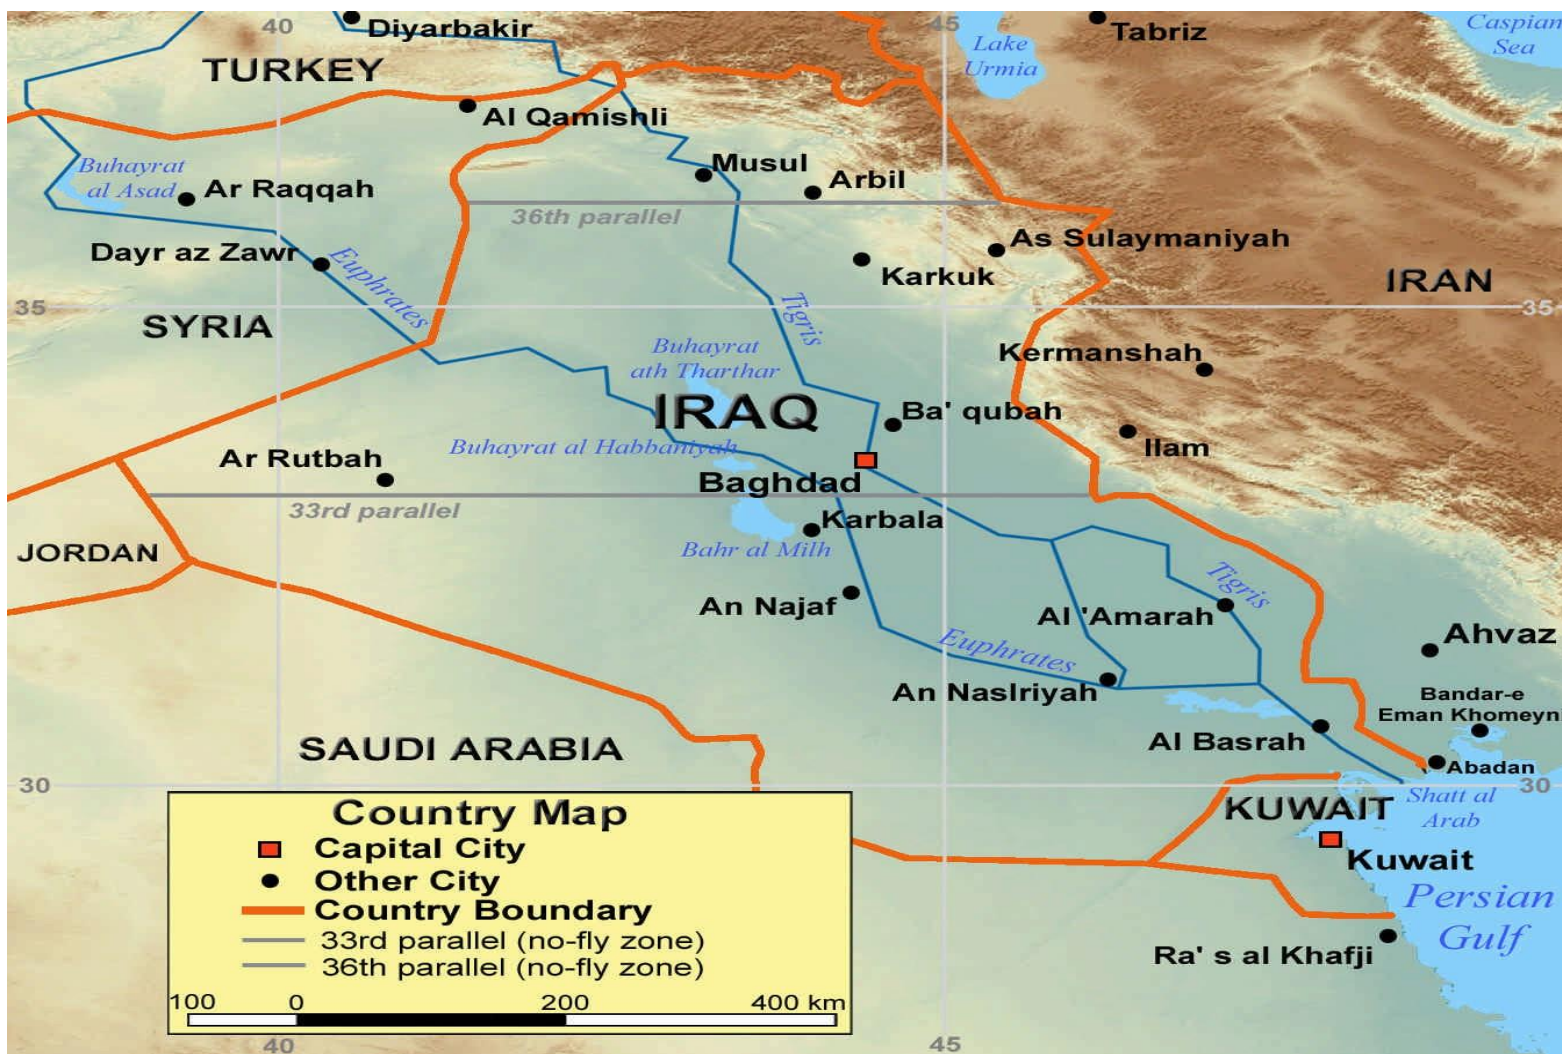 40
45
Diyarbakir
Tabriz
Caspian
Sea
Lake
Urmia
TURKEY
Al Qamishli
Buhayrat
al Asad
Ar Raqqah
Musul
Arbil
36th parallel
Dayr az Zawr
Euphrates
As Sulaymaniyah
Karkuk
IRAN
35
35
SYRIA
Tigris
Buhayrat
ath Tharthar
Kermanshah
IRAQ
Ba' qubah
Ilam
Buhayrat al Habbaniyah
Ar Rutbah
Baghdad
33rd parallel
Karbala
JORDAN
Bahr al Milh
Tigris
An Najaf
Al 'Amarah
Ahvaz
Euphrates
An NasIriyah
Bandar-e
Eman Khomeyni
Al Basrah
SAUDI ARABIA
Abadan
30
30
KUWAIT
Shatt al
Arab
Kuwait
Persian
Gulf
Ra' s al Khafji
Country Map
Capital City
Other City
Country Boundary
33rd parallel (no-fly zone)
36th parallel (no-fly zone)
100 0 200 400 km
40
45